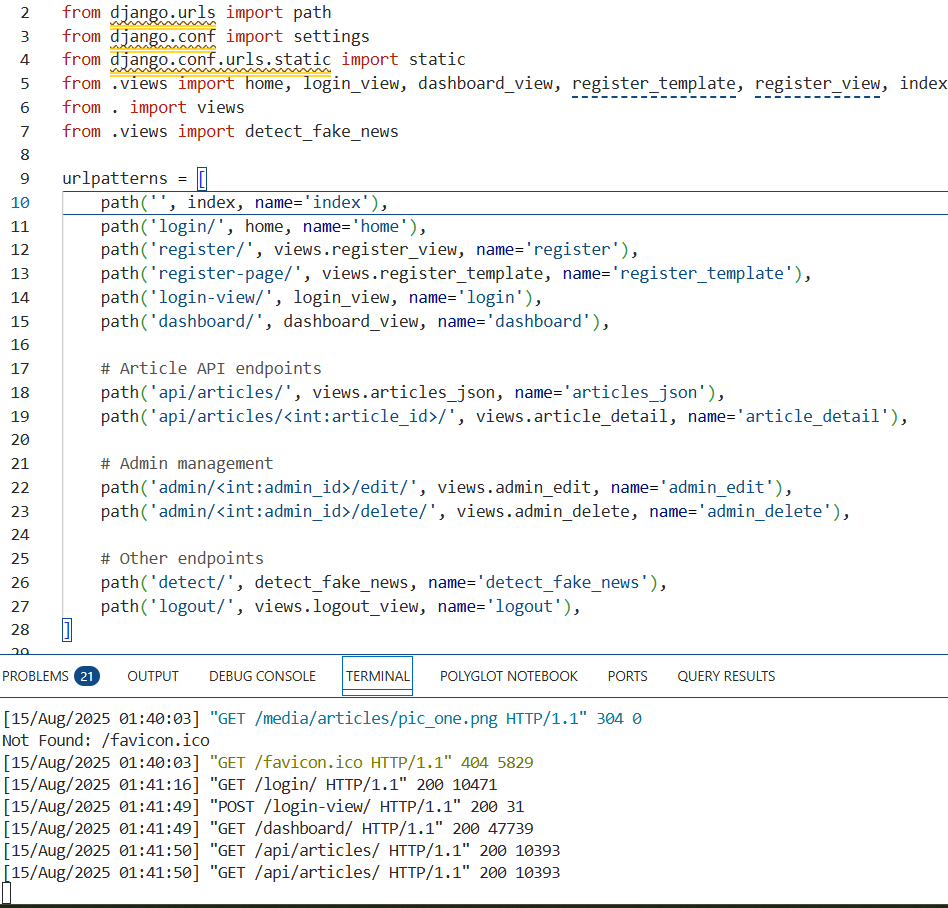 2 from django.urls import path
3 from django.conf import settings
4 from django.conf.urls.static import static
5 from .views import home, login_view, dashboard_view, register_template, register_view, index
6 from . import views
7 from .views import detect_fake_news
8
9 urlpatterns = [
10 path('', index, name='index'),
11 path('login/', home, name='home'),
12 path('register/', views.register_view, name='register'),
13 path('register-page/', views.register_template, name='register_template'),
14 path('login-view/', login_view, name='login'),
15 path('dashboard/', dashboard_view, name='dashboard'),
16
17 # Article API endpoints
18 path('api/articles/', views.articles_json, name='articles_json'),
19 path('api/articles/<int:article_id>/', views.article_detail, name='article_detail'),
20
21 # Admin management
22 path('admin/<int:admin_id>/edit/', views.admin_edit, name='admin_edit'),
23 path('admin/<int:admin_id>/delete/', views.admin_delete, name='admin_delete'),
24
25 # Other endpoints
26 path('detect/', detect_fake_news, name='detect_fake_news'),
27 path('logout/', views.logout_view, name='logout'),
28 ]
29
PROBLEMS 21 OUTPUT DEBUG CONSOLE TERMINAL POLYGLOT NOTEBOOK PORTS QUERY RESULTS
[15/Aug/2025 01:40:03] "GET /media/articles/pic_one.png HTTP/1.1" 304 0
Not Found: /favicon.ico
[15/Aug/2025 01:40:03] "GET /favicon.ico HTTP/1.1" 404 5829
[15/Aug/2025 01:41:16] "GET /login/ HTTP/1.1" 200 10471
[15/Aug/2025 01:41:49] "POST /login-view/ HTTP/1.1" 200 31
[15/Aug/2025 01:41:49] "GET /dashboard/ HTTP/1.1" 200 47739
[15/Aug/2025 01:41:50] "GET /api/articles/ HTTP/1.1" 200 10393
[15/Aug/2025 01:41:50] "GET /api/articles/ HTTP/1.1" 200 10393